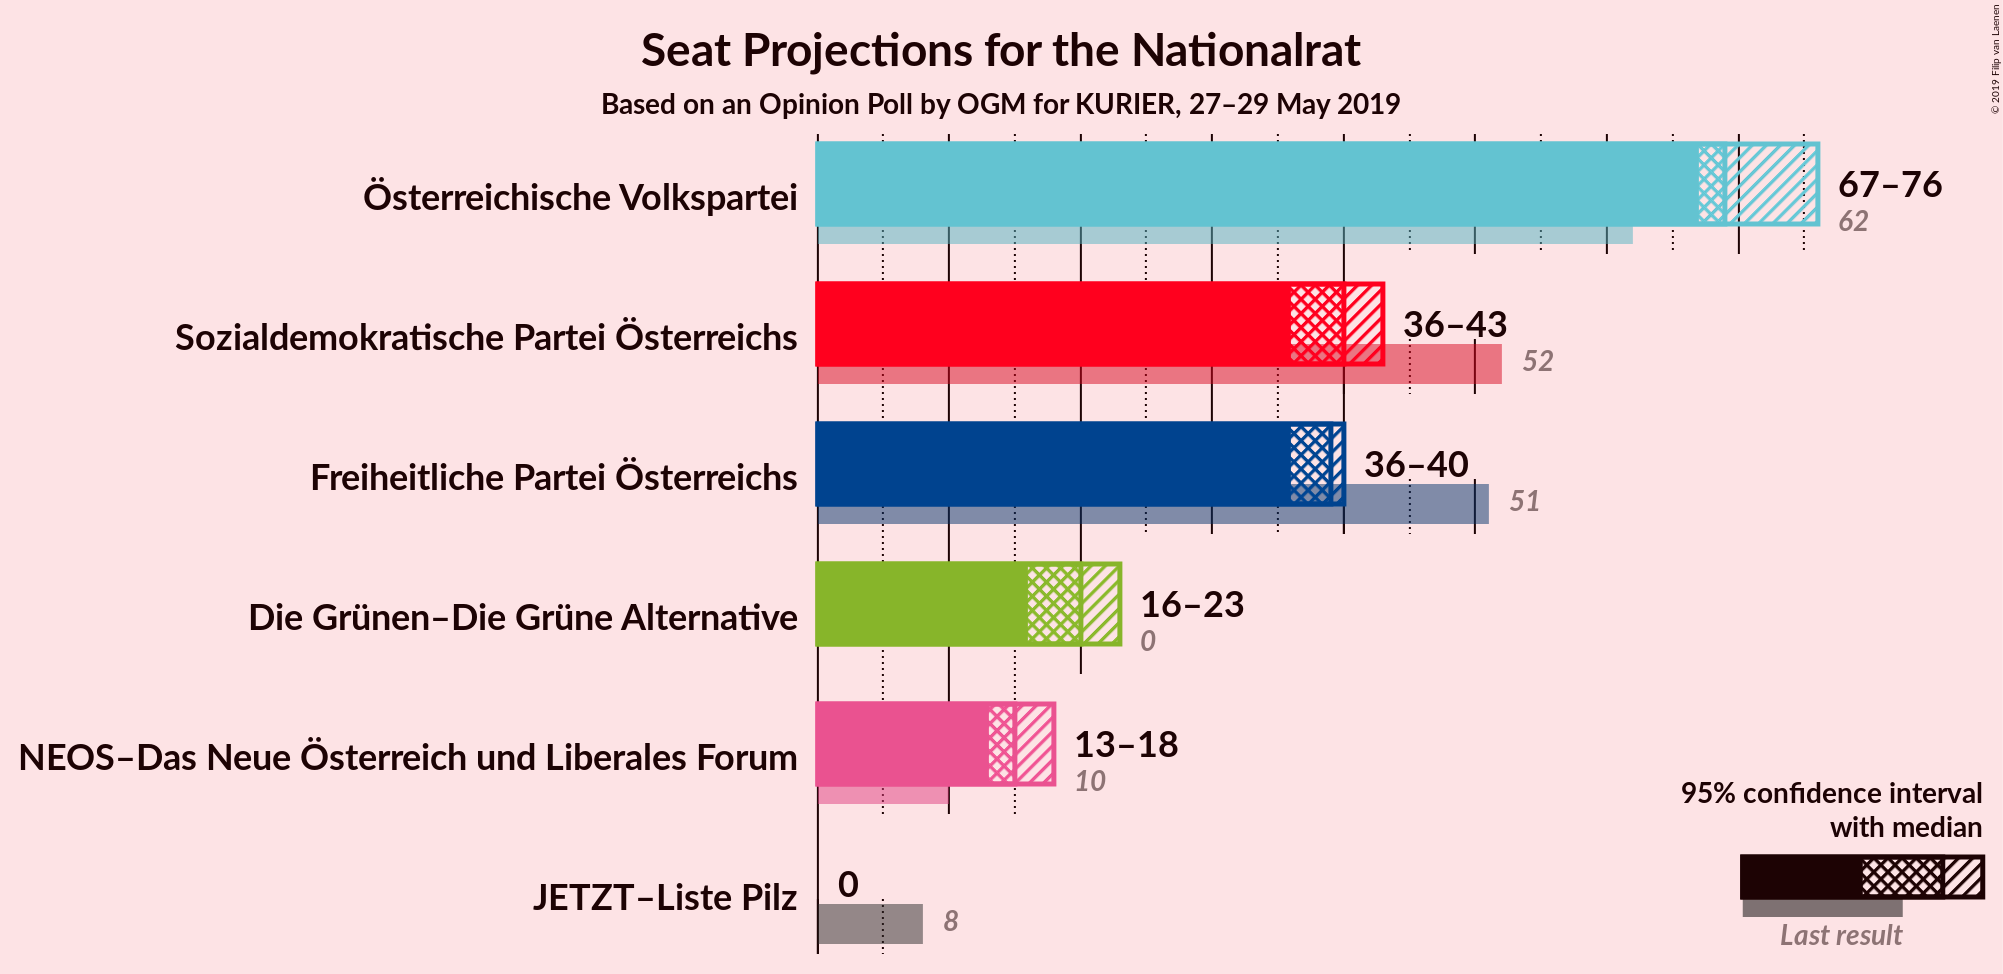 Seat Projections for the Nationalrat
Based on an Opinion Poll by OGM for KURIER, 27–29 May 2019
© 2019 Filip van Laenen
Österreichische Volkspartei
67–76
62
Sozialdemokratische Partei Österreichs
36–43
52
Freiheitliche Partei Österreichs
36–40
51
Die Grünen–Die Grüne Alternative
16–23
0
NEOS–Das Neue Österreich und Liberales Forum
13–18
10
JETZT–Liste Pilz
0
8
95% confidence interval
with median
Last result